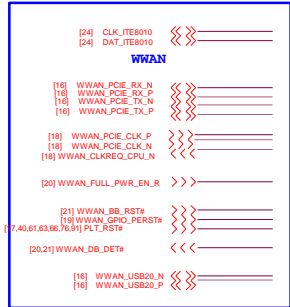 [24] CLK_ITE8010
[24] DAT_ITE8010
WWAN
[16] WWAN_PCIE_RX_N
[16] WWAN_PCIE_RX_P
[16] WWAN_PCIE_TX_N
[16] WWAN_PCIE_TX_P
[18] WWAN_PCIE_CLK_P
[18] WWAN_PCIE_CLK_N
[18] WWAN_CLKREQ_CPU_N
[20] WWAN_FULL_PWR_EN_R
[21] WWAN_BB_RST#
[19] WWAN_GPIO_PERST#
[17,40,61,63,66,76,91] PLT_RST#
[20,21] WWAN_DB_DET#
[16] WWAN_USB20_N
[16] WWAN_USB20_P